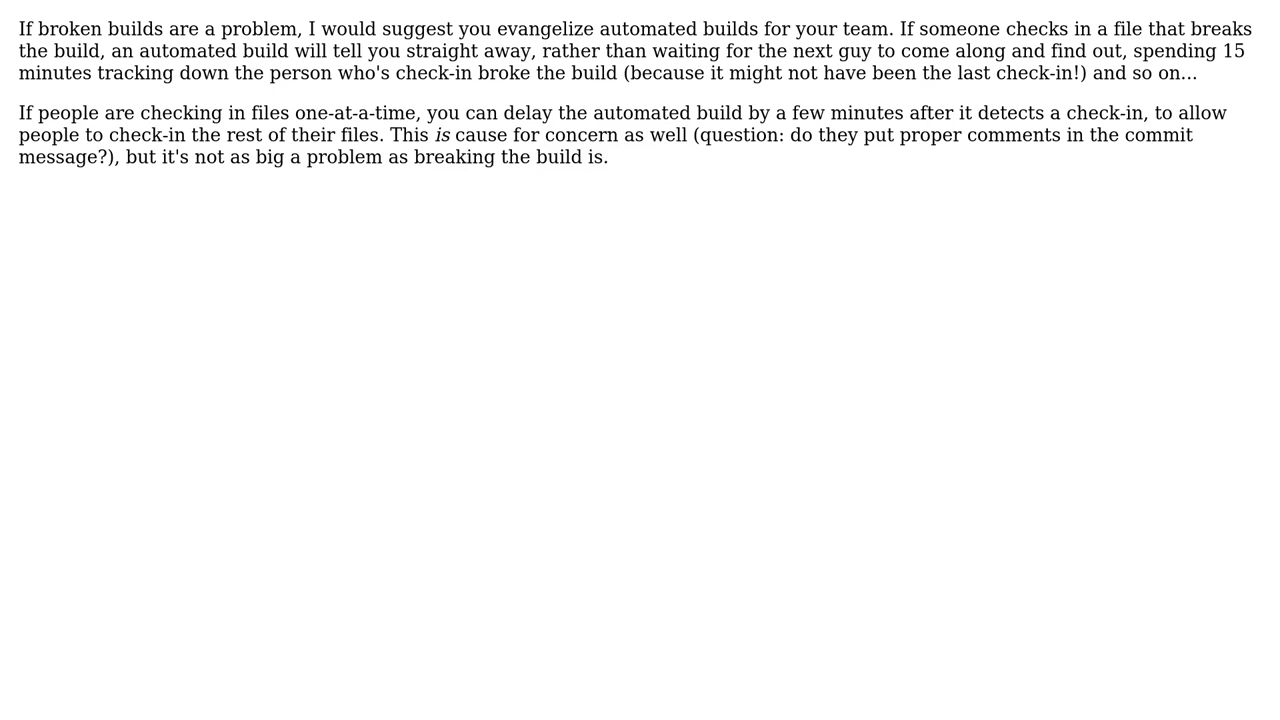 If broken builds are a problem, I would suggest you evangelize automated builds for your team. If someone checks in a file that breaks
the build, an automated build will tell you straight away, rather than waiting for the next guy to come along and find out, spending 15
minutes tracking down the person who's check-in broke the build (because it might not have been the last check-in!) and so on...
If people are checking in files one-at-a-time, you can delay the automated build by a few minutes after it detects a check-in, to allow
people to check-in the rest of their files. This is cause for concern as well (question: do they put proper comments in the commit
message?), but it's not as big a problem as breaking the build is.